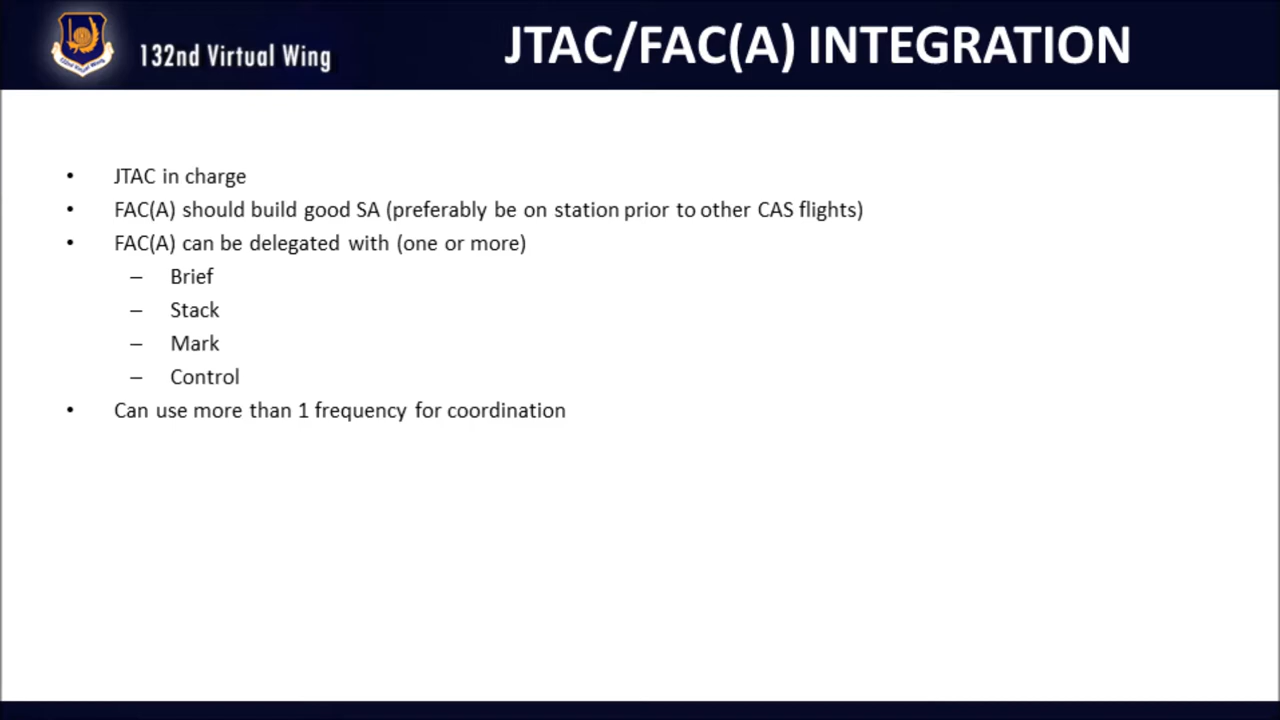 132nd Virtual Wing
JTAC/FAC(A) INTEGRATION
• JTAC in charge
• FAC(A) should build good SA (preferably be on station prior to other CAS flights)
• FAC(A) can be delegated with (one or more)
– Brief
– Stack
– Mark
– Control
• Can use more than 1 frequency for coordination